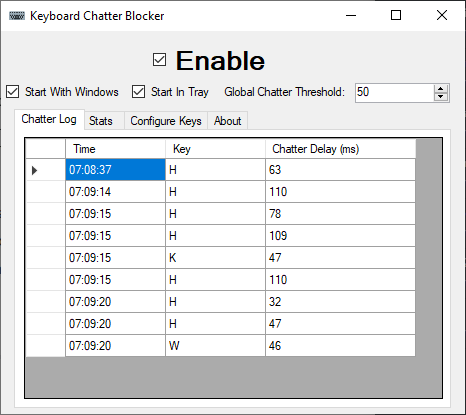 Keyboard Chatter Blocker
Enable
Start With Windows Start In Tray Global Chatter Threshold: 50
Chatter Log Stats Configure Keys About
Time Key Chatter Delay (ms)
07:08:37 H 63
07:09:14 H 110
07:09:15 H 78
07:09:15 H 109
07:09:15 K 47
07:09:15 H 110
07:09:20 H 32
07:09:20 H 47
07:09:20 W 46